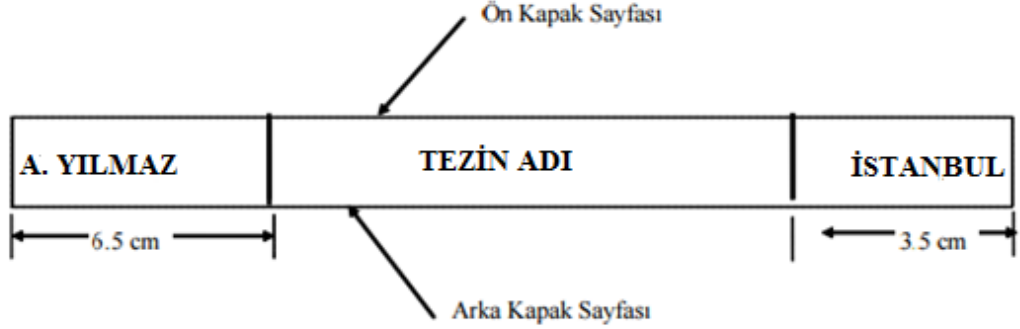 Ön Kapak Sayfası
A. YILMAZ TEZİN ADI İSTANBUL
6.5 cm 3.5 cm
Arka Kapak Sayfası